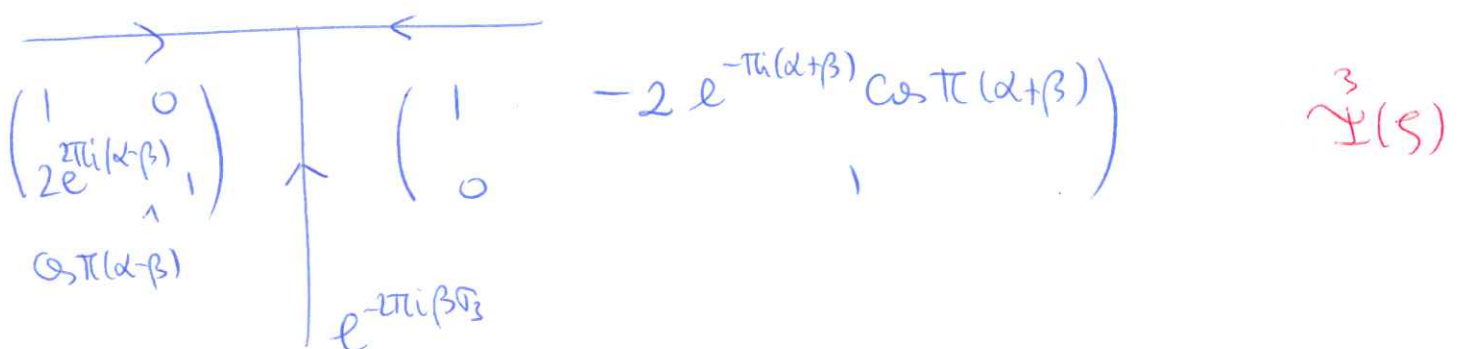 -2 e^{-πi(α+β)} cos π(α+β)
( 1 0 ) ( 1
( 2e^{2πi(α-β)} 1 ) ( 0 1 )
^
cos π(α-β)
e^{-2πiβσ_3}
3
Ψ(ζ)